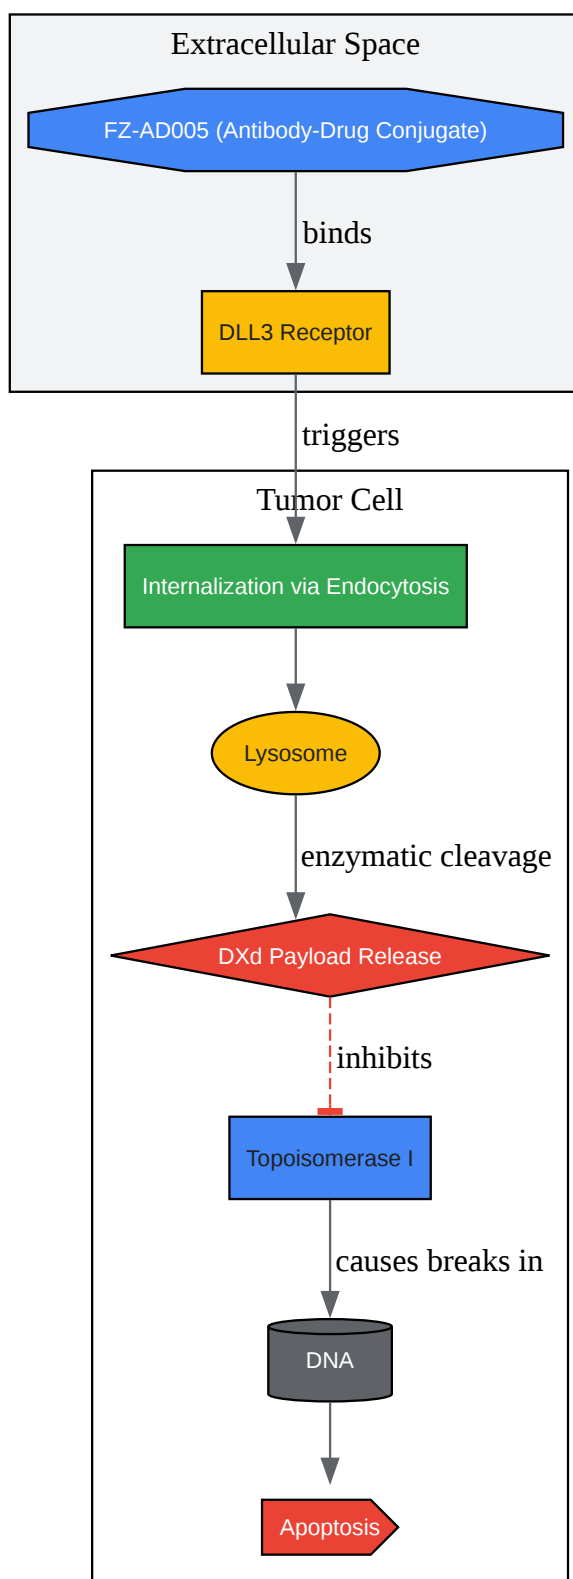 Extracellular Space
FZ-AD005 (Antibody-Drug Conjugate)
binds
DLL3 Receptor
triggers
Tumor Cell
Internalization via Endocytosis
Lysosome
enzymatic cleavage
DXd Payload Release
inhibits
Topoisomerase I
causes breaks in
DNA
Apoptosis